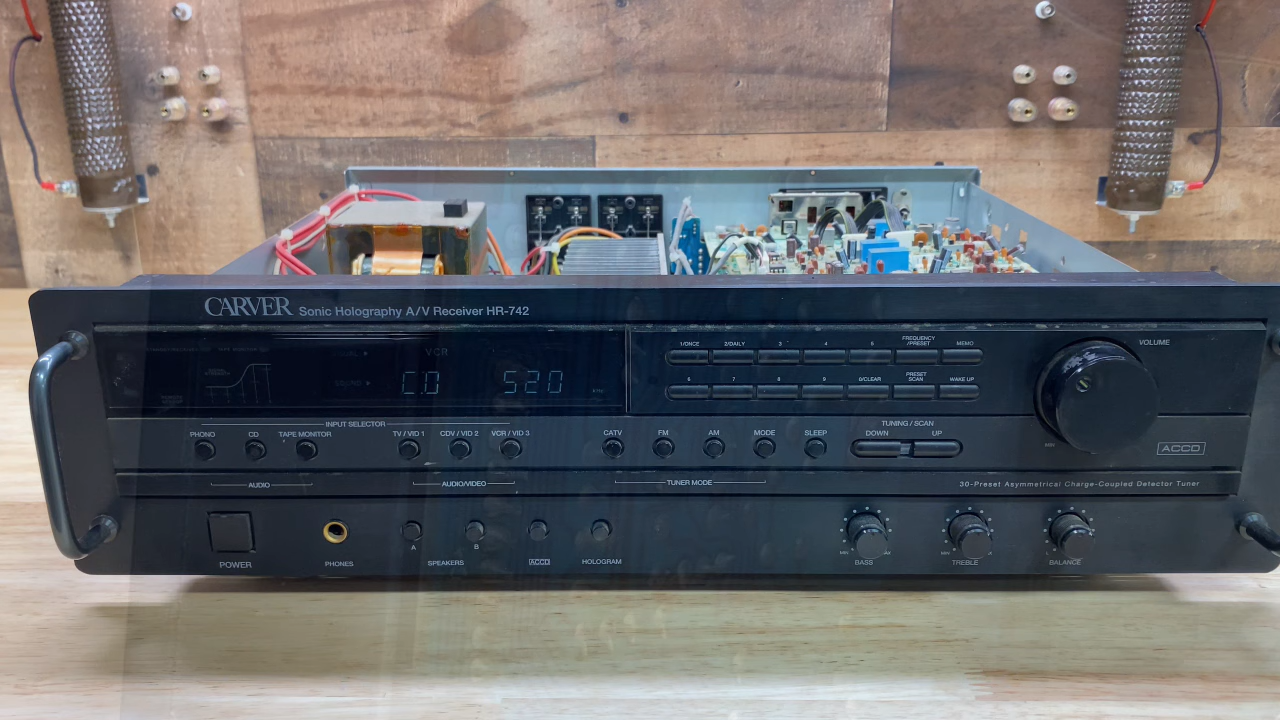 CARVER Sonic Holography A/V Receiver HR-742
VCR
SOUND
C.0 520
1/ONCE 2/DAILY 3 4 5 FREQUENCY/PRESET MEMO
6 7 8 9 0/CLEAR PRESET SCAN WAKE UP
VOLUME
MIN
INPUT SELECTOR
PHONO CD TAPE MONITOR TV / VID 1 CDV / VID 2 VCR / VID 3 CATV FM AM MODE SLEEP
TUNING / SCAN
DOWN UP
ACCD
AUDIO AUDIO/VIDEO TUNER MODE
30-Preset Asymmetrical Charge-Coupled Detector Tuner
POWER PHONES A B SPEAKERS ACCD HOLOGRAM
BASS TREBLE BALANCE